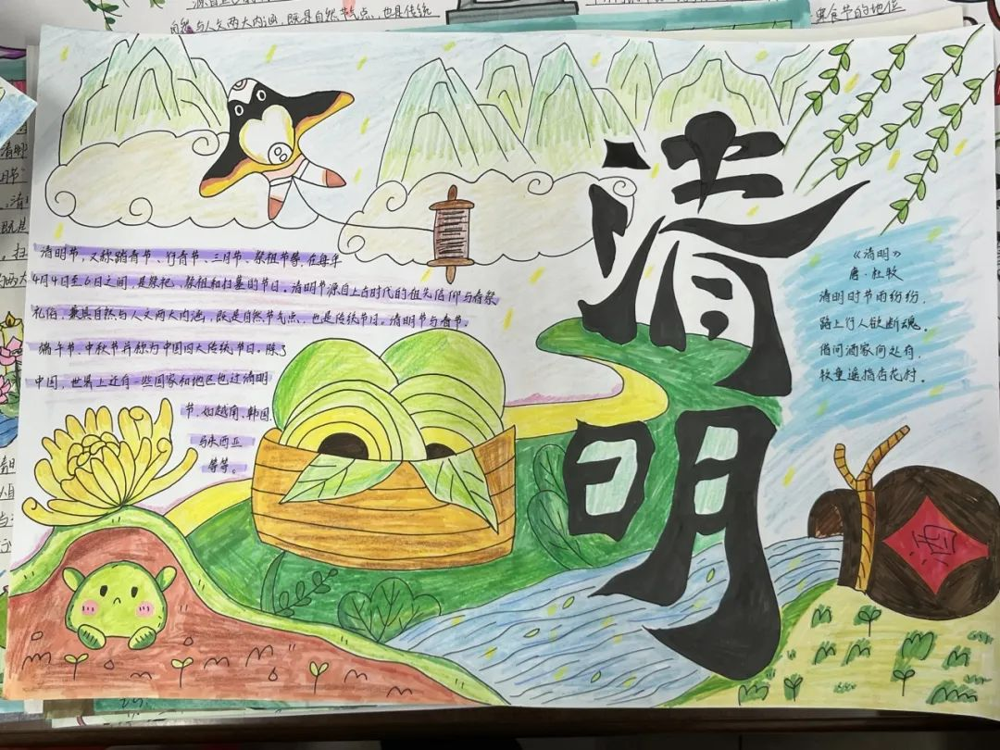 清明
清明节，又称踏青节、行青节、三月节、祭祖节等，在每年
4月4日至6日之间，是祭祀、祭祖和扫墓的节日。清明节源自上古时代的祖先信仰与春祭
礼俗，兼具自然与人文两大内涵，既是自然节气点，也是传统节日。清明节与春节、
端午节、中秋节并称为中国四大传统节日。除了
中国，世界上还有一些国家和地区也过清明
节，如越南、韩国、
马来西亚
等等。
《清明》
唐·杜牧
清明时节雨纷纷，
路上行人欲断魂。
借问酒家何处有，
牧童遥指杏花村。
酒
自然与人文两大内涵，既是自然节气点，也是传统
寒食节的地位